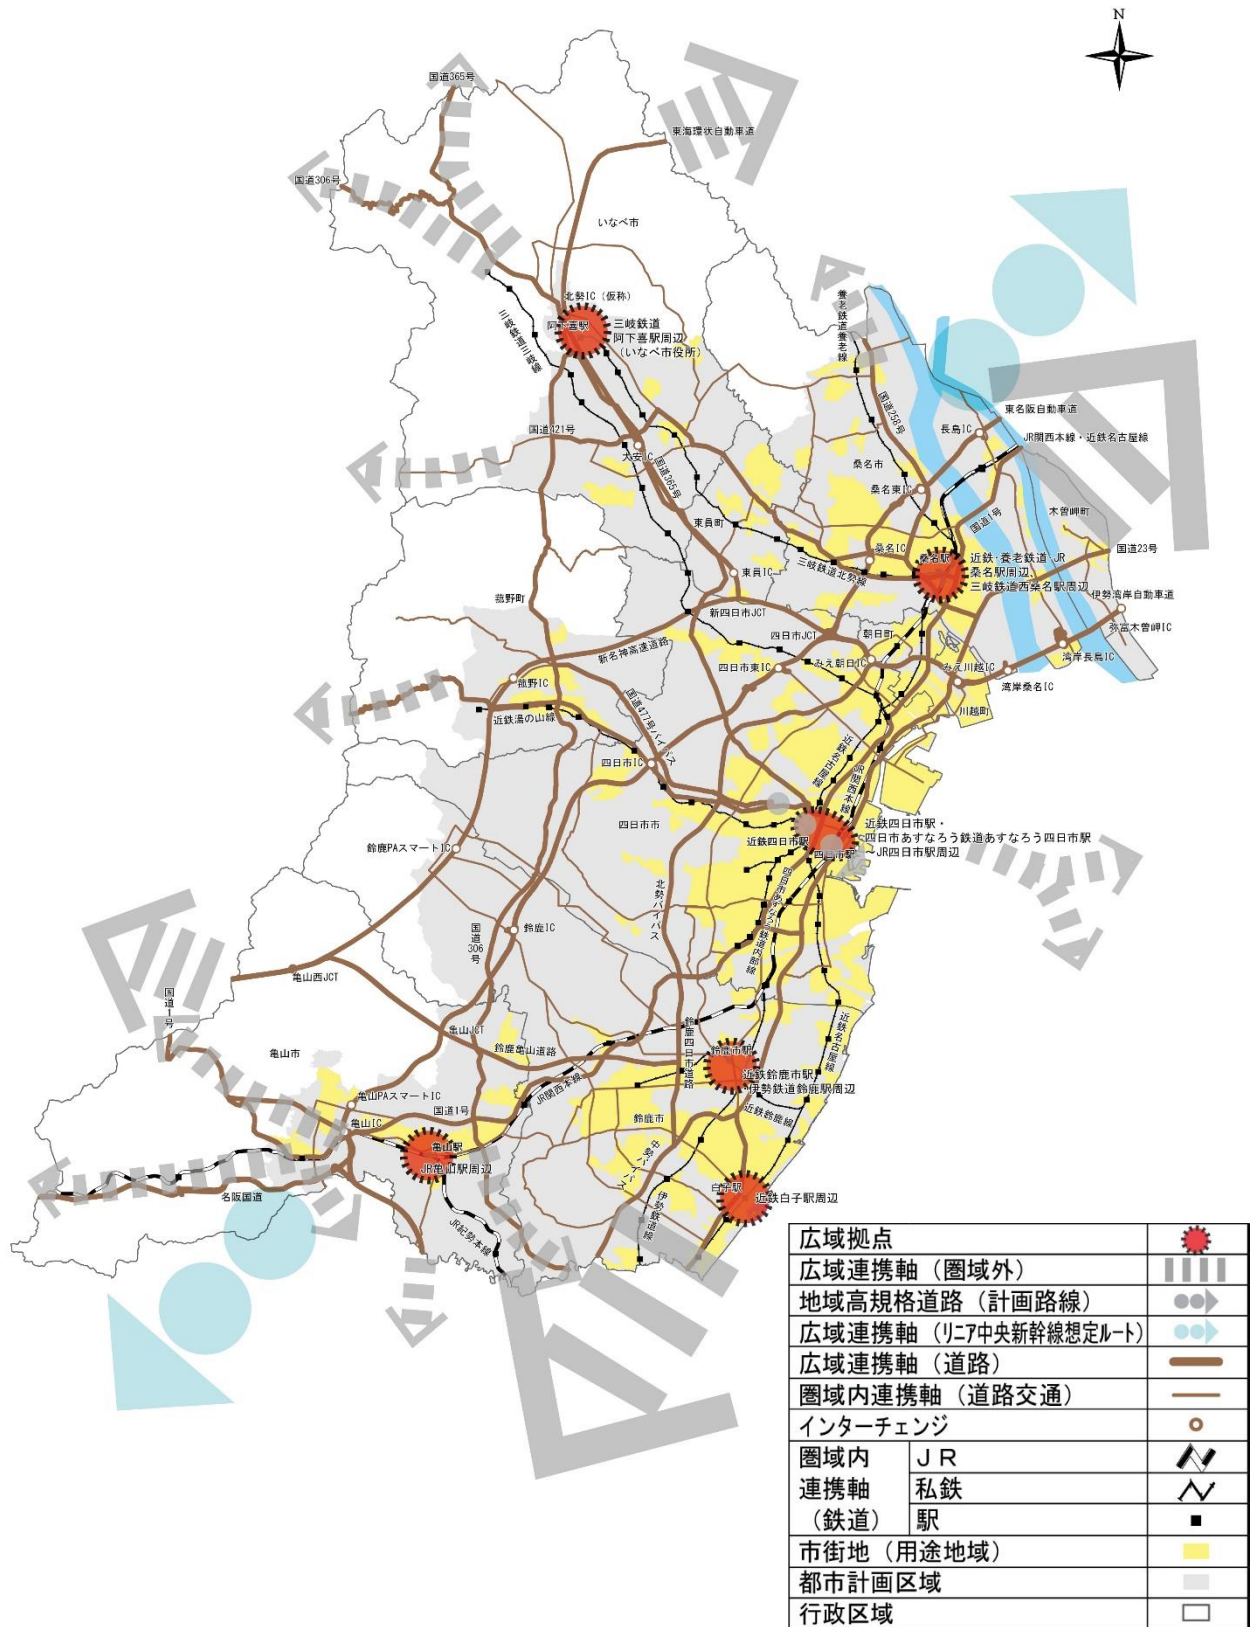 N
国道365号
東海環状自動車道
国道306号
いなべ市
北勢IC（仮称）
養老鉄道養老線
阿下喜駅
三岐鉄道
阿下喜駅周辺
（いなべ市役所）
三岐鉄道三岐線
国道258号
東名阪自動車道
長島IC
JR関西本線・近鉄名古屋線
国道421号
大安IC
国道365号
桑名市
桑名東IC
東員町
国道1号
木曽岬町
桑名IC
桑名駅
国道23号
近鉄・養老鉄道・JR
桑名駅周辺、
三岐鉄道西桑名駅周辺
三岐鉄道北勢線
東員IC
伊勢湾岸自動車道
菰野町
新四日市JCT
弥富木曽岬IC
四日市JCT
朝日町
新名神高速道路
湾岸長島IC
四日市東IC
みえ朝日IC
みえ川越IC
湾岸桑名IC
菰野IC
国道477号バイパス
近鉄湯の山線
川越町
近鉄名古屋線
JR関西本線
四日市IC
四日市市
近鉄四日市駅
四日市駅
近鉄四日市駅・
四日市あすなろう鉄道あすなろう四日市駅
～JR四日市駅周辺
鈴鹿PAスマートIC
北勢バイパス
四日市あすなろう鉄道内部線
国道306号
鈴鹿IC
亀山西JCT
国道1号
近鉄名古屋線
亀山JCT
鈴鹿四日市道路
亀山市
鈴鹿亀山道路
鈴鹿市駅
近鉄鈴鹿市駅・
伊勢鉄道鈴鹿駅周辺
JR関西本線
亀山PAスマートIC
国道1号
鈴鹿市
近鉄鈴鹿線
亀山IC
亀山駅
JR亀山駅周辺
中勢バイパス
白子駅
近鉄白子駅周辺
名阪国道
伊勢鉄道線
JR紀勢本線
広域拠点
広域連携軸（圏域外）
地域高規格道路（計画路線）
広域連携軸（リニア中央新幹線想定ルート）
広域連携軸（道路）
圏域内連携軸（道路交通）
インターチェンジ
圏域内 ＪＲ
連携軸 私鉄
（鉄道） 駅
市街地（用途地域）
都市計画区域
行政区域